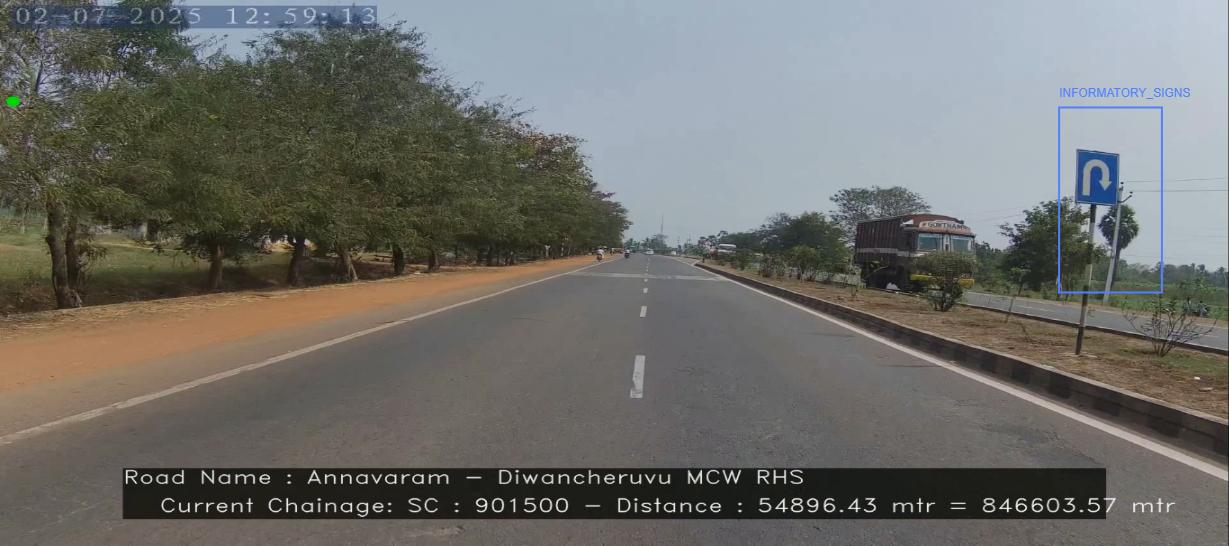 02-07-2025 12:59:13
INFORMATORY_SIGNS
GOWTHAMI
Road Name : Annavaram - Diwancheruvu MCW RHS
Current Chainage: SC : 901500 - Distance : 54896.43 mtr = 846603.57 mtr